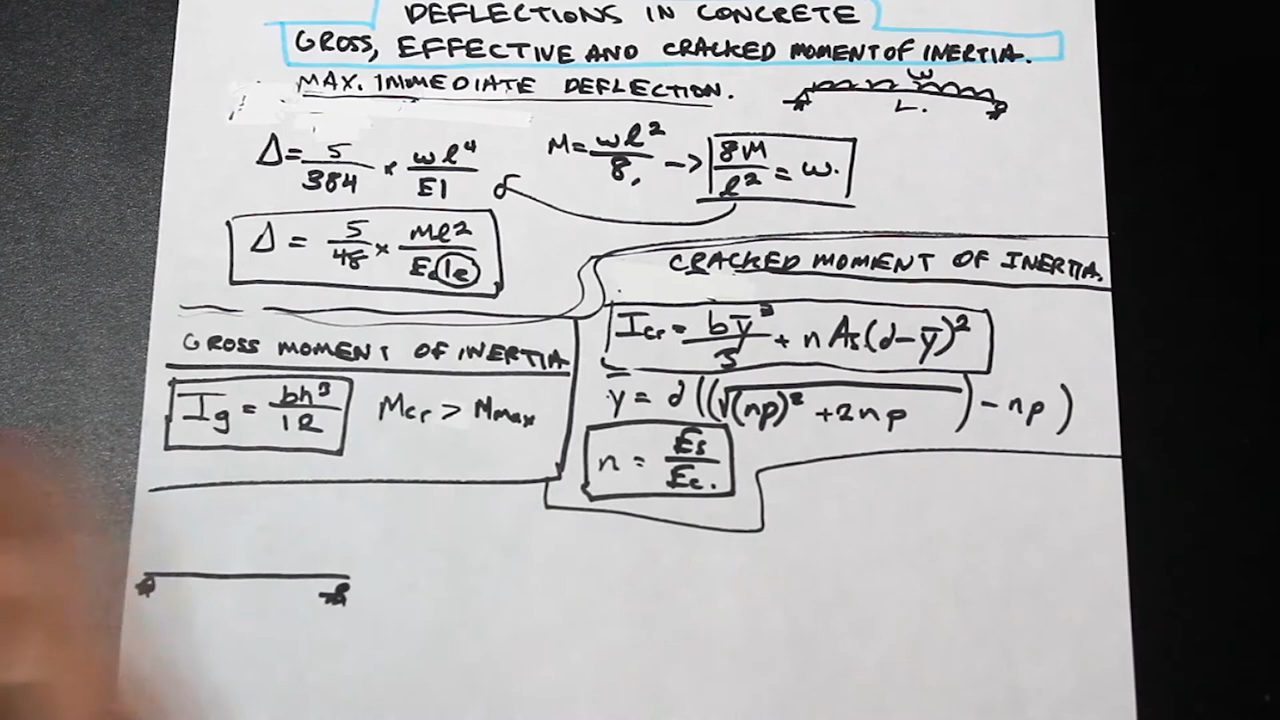 DEFLECTIONS IN CONCRETE
GROSS, EFFECTIVE AND CRACKED MOMENT OF INERTIA.
MAX. IMMEDIATE DEFLECTION.
w
L.
Δ = 5/384 × wl⁴/EI
M = wl²/8. → 8M/l² = w.
Δ = 5/48 × Ml²/EcIe
CRACKED MOMENT OF INERTIA.
Icr = bȳ³/3 + nAs(d-ȳ)²
ȳ = d((√(np)² + 2np) - np)
n = Es/Ec.
GROSS MOMENT OF INERTIA
Ig = bh³/12
Mcr > Mmax